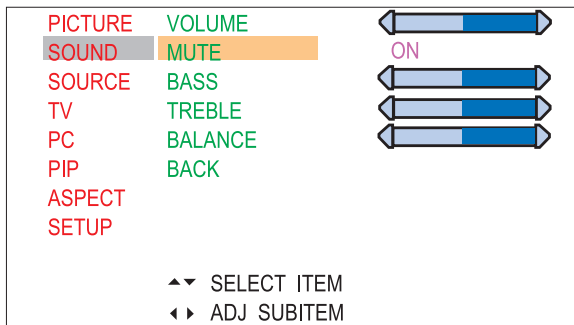 PICTURE VOLUME
SOUND MUTE ON
SOURCE BASS
TV TREBLE
PC BALANCE
PIP BACK
ASPECT
SETUP
SELECT ITEM
ADJ SUBITEM